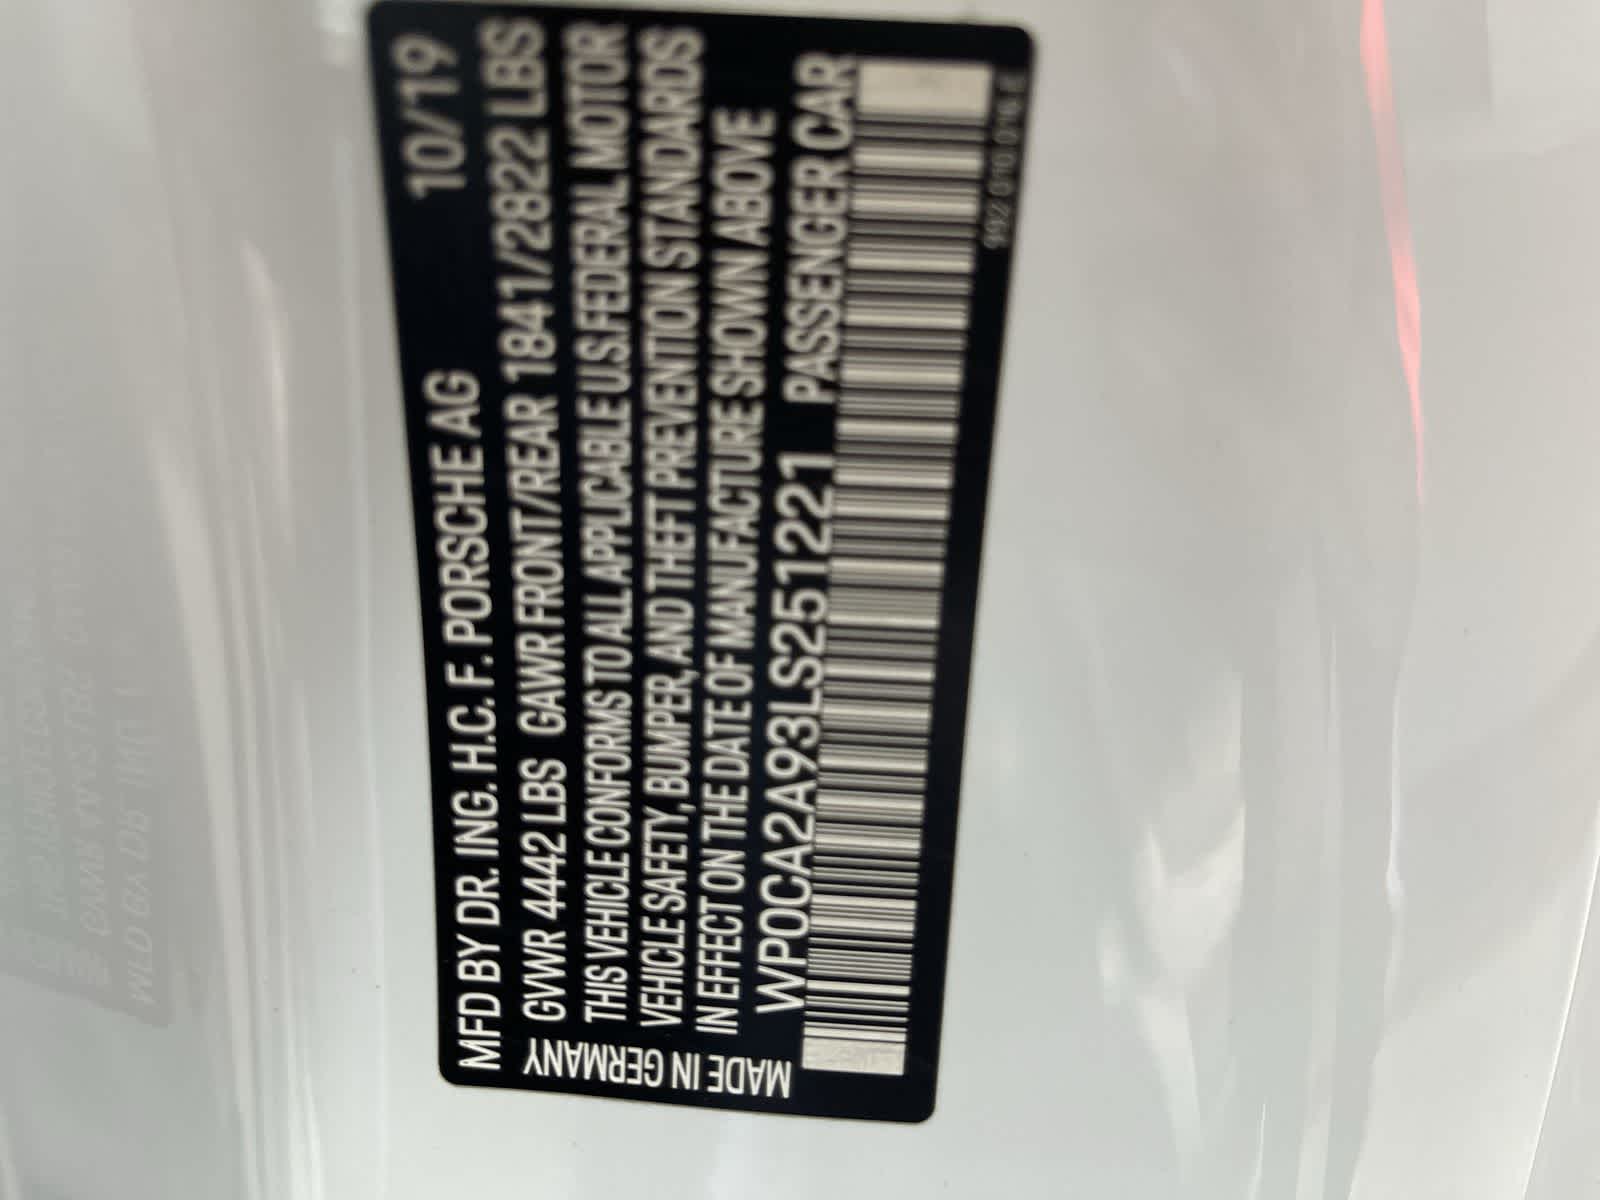 MFD BY DR. ING. H.C. F. PORSCHE AG 10/19
GVWR 4442 LBS GAWR FRONT/REAR 1841/2822 LBS
THIS VEHICLE CONFORMS TO ALL APPLICABLE U.S.FEDERAL MOTOR
VEHICLE SAFETY, BUMPER, AND THEFT PREVENTION STANDARDS
IN EFFECT ON THE DATE OF MANUFACTURE SHOWN ABOVE
WP0CA2A93LS251221 PASSENGER CAR
MADE IN GERMANY